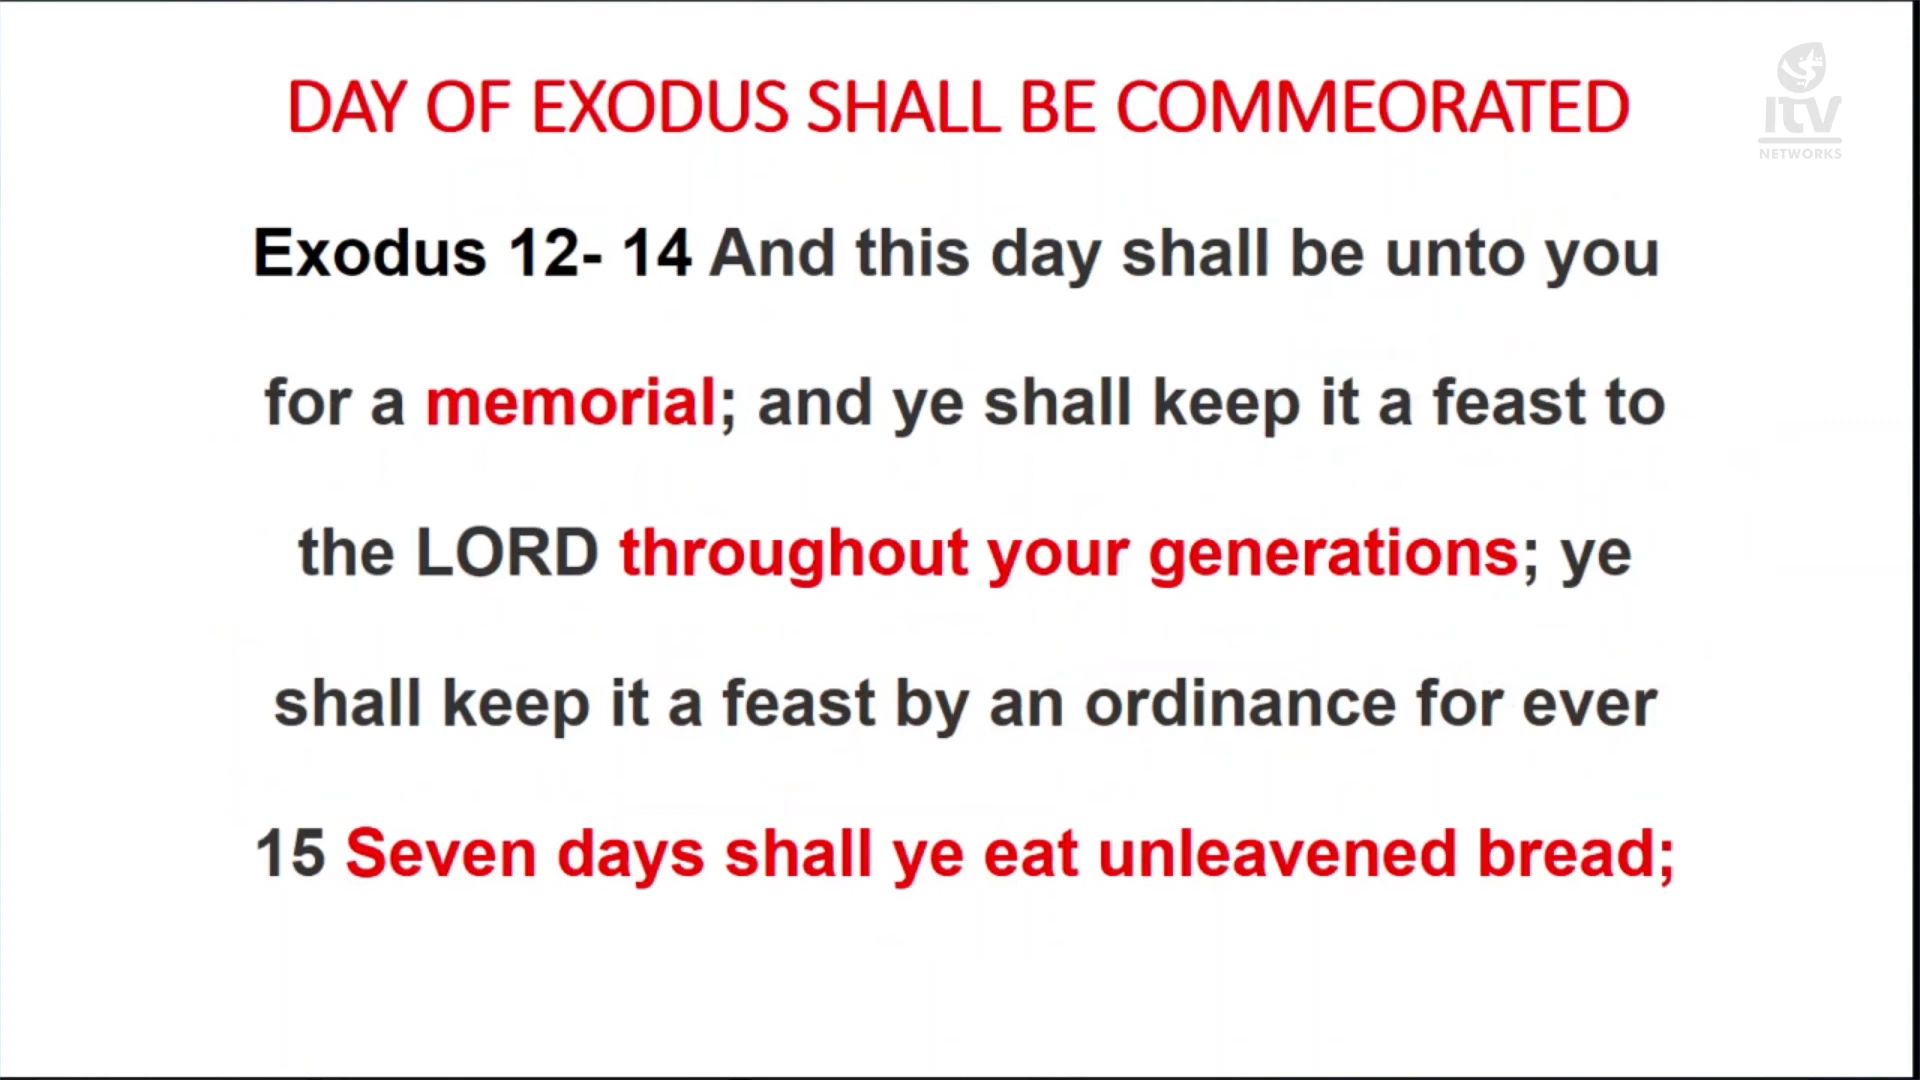 DAY OF EXODUS SHALL BE COMMEORATED
ITV
NETWORKS
Exodus 12- 14 And this day shall be unto you
for a memorial; and ye shall keep it a feast to
the LORD throughout your generations; ye
shall keep it a feast by an ordinance for ever
15 Seven days shall ye eat unleavened bread;